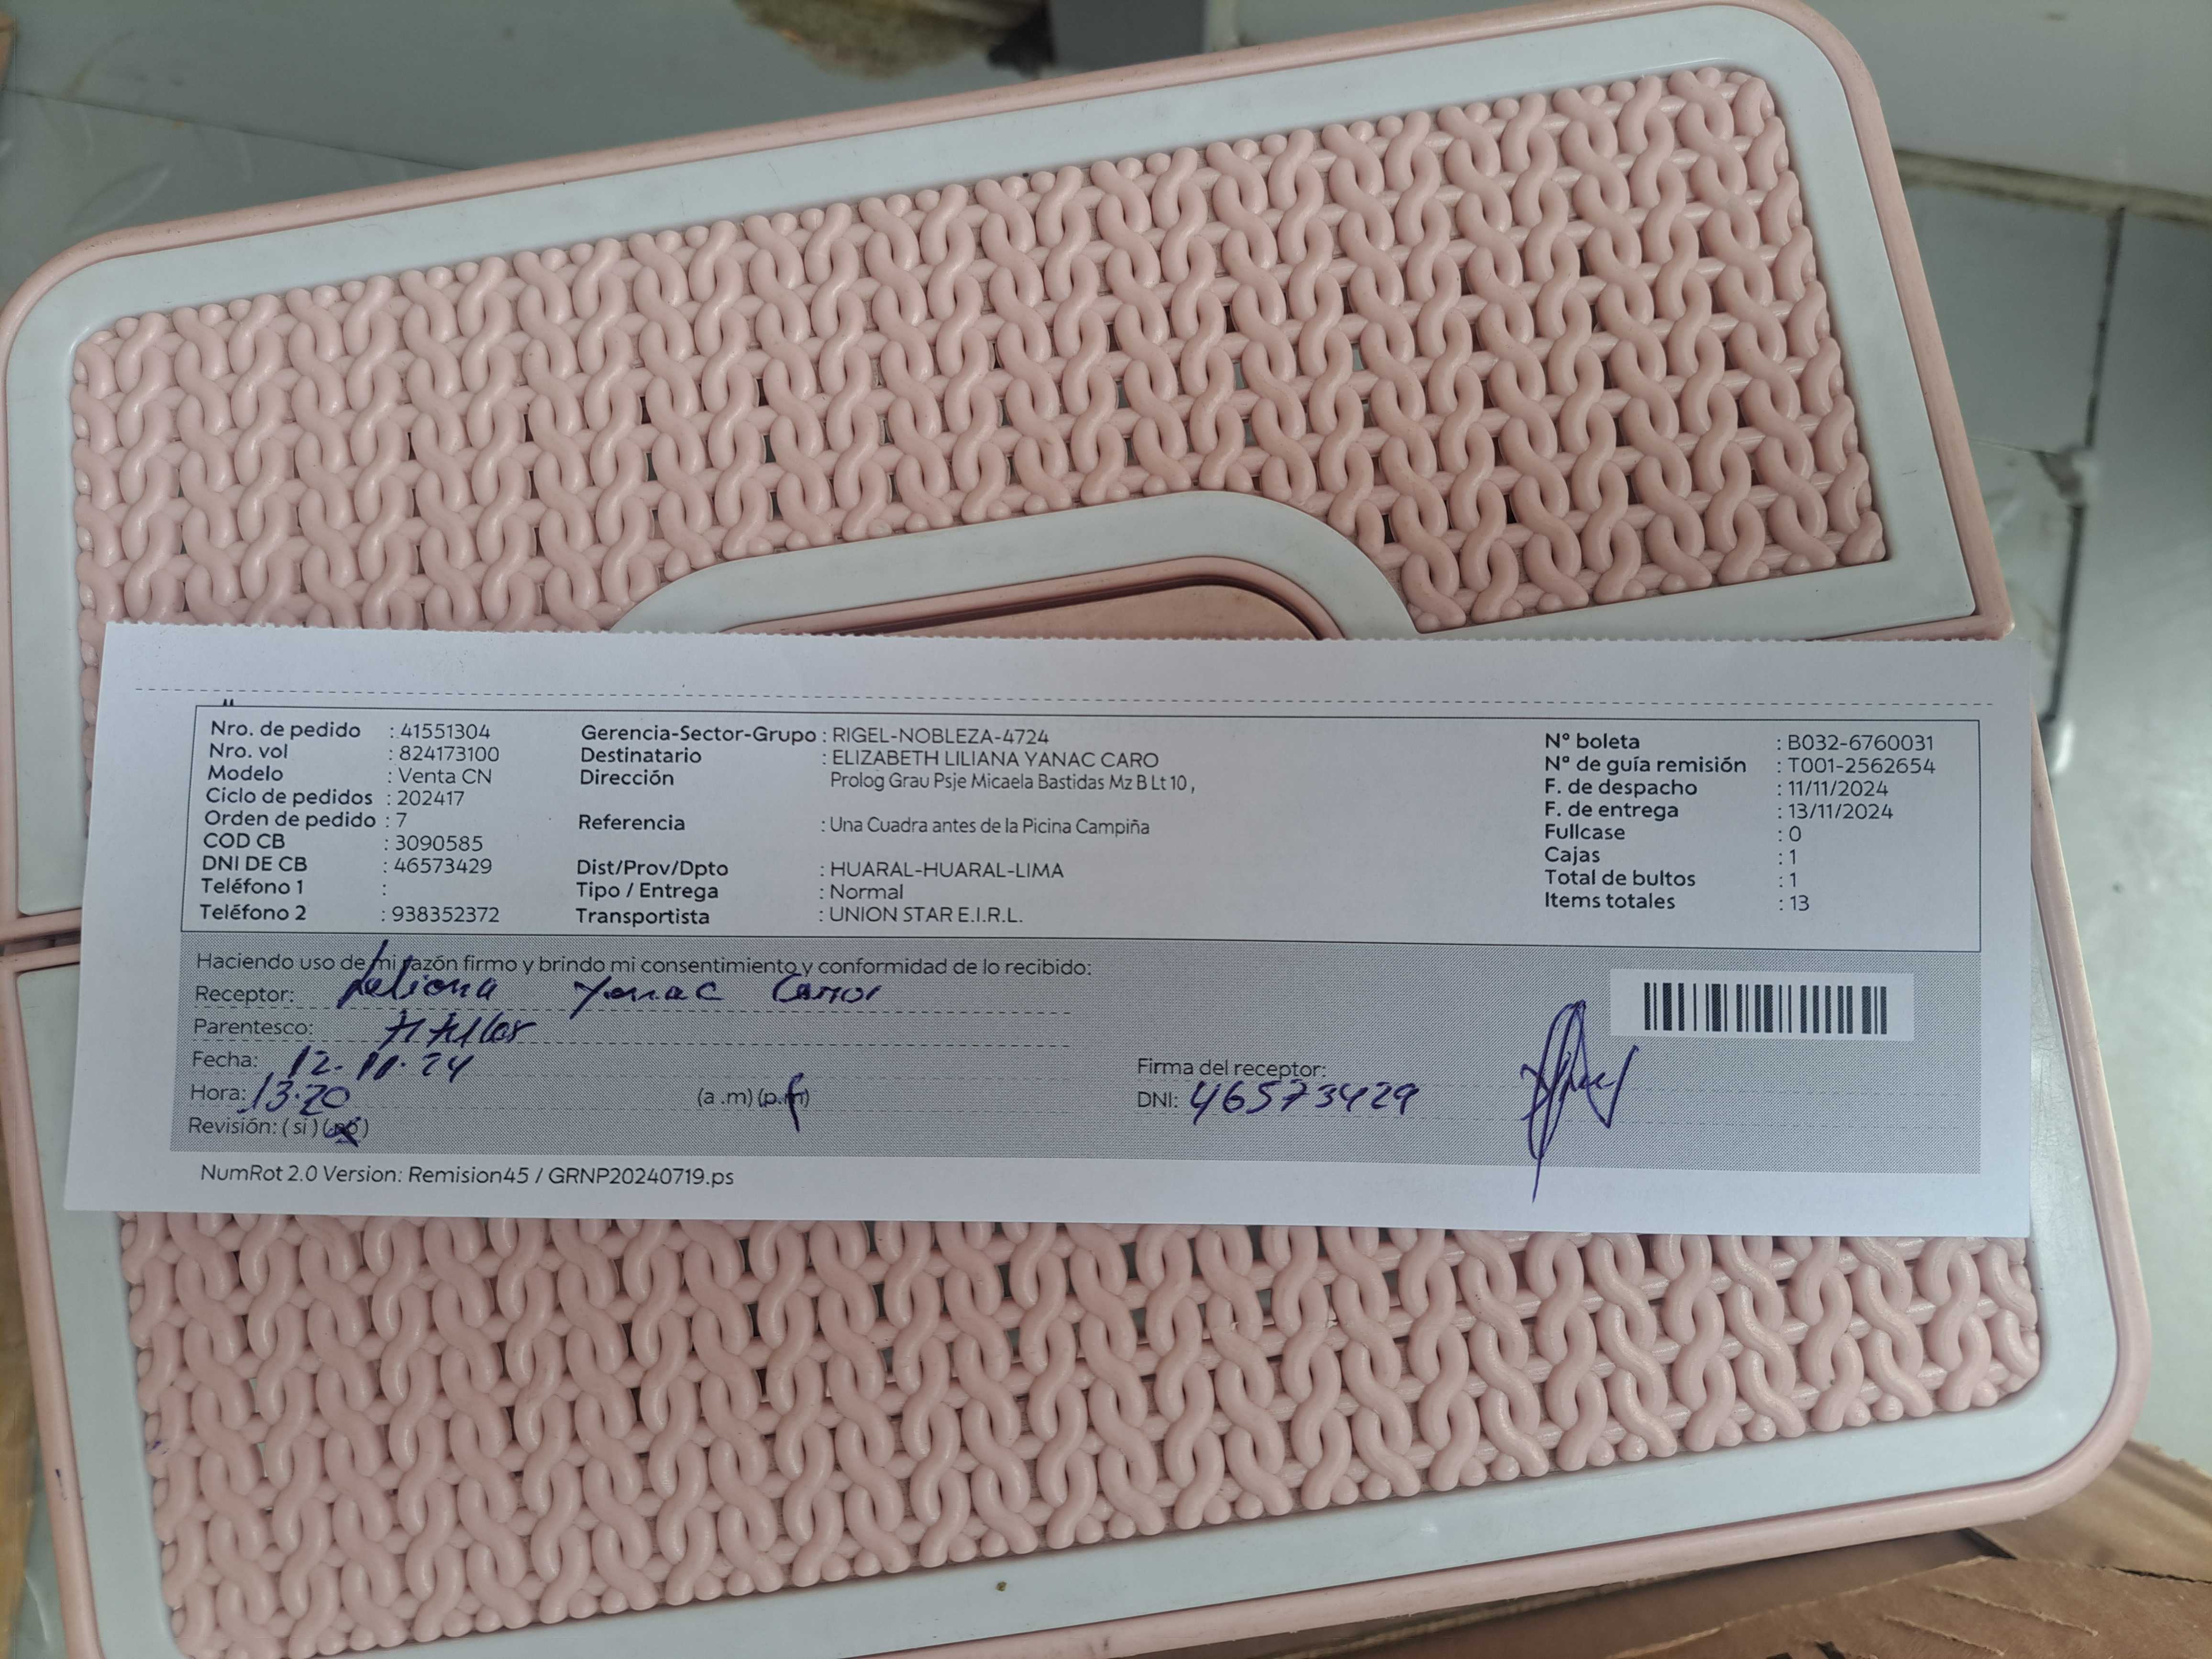 Nro. de pedido : 41551304 Gerencia-Sector-Grupo : RIGEL-NOBLEZA-4724 N° boleta : B032-6760031
Nro. vol : 824173100 Destinatario : ELIZABETH LILIANA YANAC CARO N° de guía remisión : T001-2562654
Modelo : Venta CN Dirección Prolog Grau Psje Micaela Bastidas Mz B Lt 10 , F. de despacho : 11/11/2024
Ciclo de pedidos : 202417 F. de entrega : 13/11/2024
Orden de pedido : 7 Referencia : Una Cuadra antes de la Picina Campiña Fullcase : 0
COD CB : 3090585 Cajas : 1
DNI DE CB : 46573429 Dist/Prov/Dpto : HUARAL-HUARAL-LIMA Total de bultos : 1
Teléfono 1 : Tipo / Entrega : Normal Items totales : 13
Teléfono 2 : 938352372 Transportista : UNION STAR E.I.R.L.
Haciendo uso de mi razón firmo y brindo mi consentimiento y conformidad de lo recibido:
Receptor: Liliana Yanac
Parentesco: titular
Fecha: 12.11.24 Firma del receptor:
Hora: 13.20 (a .m) (p.m) DNI: 46573429
Revisión: ( si ) ( no )
NumRot 2.0 Version: Remision45 / GRNP20240719.ps